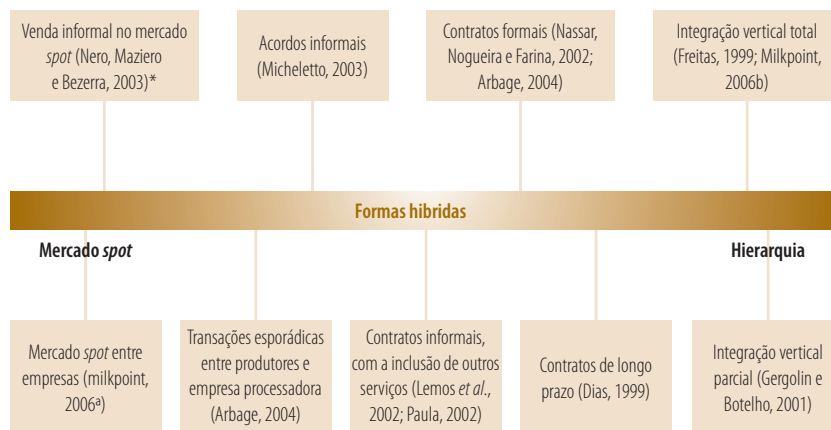 Venda informal no mercado
spot (Nero, Maziero
e Bezerra, 2003)*
Acordos informais
(Micheletto, 2003)
Contratos formais (Nassar,
Nogueira e Farina, 2002;
Arbage, 2004)
Integração vertical total
(Freitas, 1999; Milkpoint,
2006b)
Formas hibridas
Mercado spot
Hierarquia
Mercado spot entre
empresas (milkpoint,
2006ª)
Transações esporádicas
entre produtores e
empresa processadora
(Arbage, 2004)
Contratos informais,
com a inclusão de outros
serviços (Lemos et al.,
2002; Paula, 2002)
Contratos de longo
prazo (Dias, 1999)
Integração vertical
parcial (Gergolin e
Botelho, 2001)